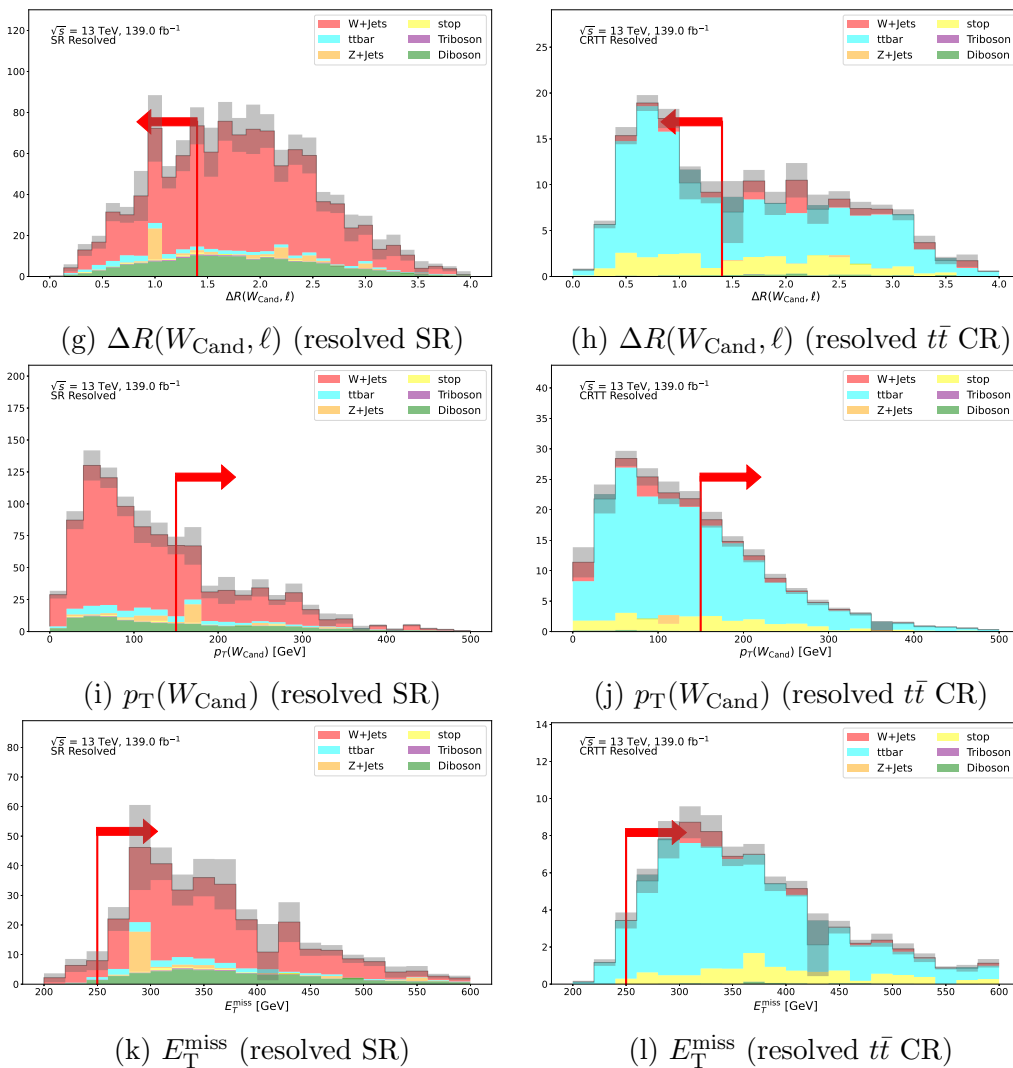 √s = 13 TeV, 139.0 fb⁻¹
SR Resolved
W+Jets
ttbar
Z+Jets
stop
Triboson
Diboson
120
100
80
60
40
20
0
0.0 0.5 1.0 1.5 2.0 2.5 3.0 3.5 4.0
ΔR(W_Cand, ℓ)
(g) ΔR(W_Cand, ℓ) (resolved SR)
√s = 13 TeV, 139.0 fb⁻¹
CRTT Resolved
W+Jets
ttbar
Z+Jets
stop
Triboson
Diboson
25
20
15
10
5
0
0.0 0.5 1.0 1.5 2.0 2.5 3.0 3.5 4.0
ΔR(W_Cand, ℓ)
(h) ΔR(W_Cand, ℓ) (resolved tt̄ CR)
√s = 13 TeV, 139.0 fb⁻¹
SR Resolved
W+Jets
ttbar
Z+Jets
stop
Triboson
Diboson
200
175
150
125
100
75
50
25
0
0 100 200 300 400 500
p_T(W_Cand) [GeV]
(i) p_T(W_Cand) (resolved SR)
√s = 13 TeV, 139.0 fb⁻¹
CRTT Resolved
W+Jets
ttbar
Z+Jets
stop
Triboson
Diboson
40
35
30
25
20
15
10
5
0
0 100 200 300 400 500
p_T(W_Cand) [GeV]
(j) p_T(W_Cand) (resolved tt̄ CR)
√s = 13 TeV, 139.0 fb⁻¹
SR Resolved
W+Jets
ttbar
Z+Jets
stop
Triboson
Diboson
80
70
60
50
40
30
20
10
0
200 250 300 350 400 450 500 550 600
E_T^miss [GeV]
(k) E_T^miss (resolved SR)
√s = 13 TeV, 139.0 fb⁻¹
CRTT Resolved
W+Jets
ttbar
Z+Jets
stop
Triboson
Diboson
14
12
10
8
6
4
2
0
200 250 300 350 400 450 500 550 600
E_T^miss [GeV]
(l) E_T^miss (resolved tt̄ CR)